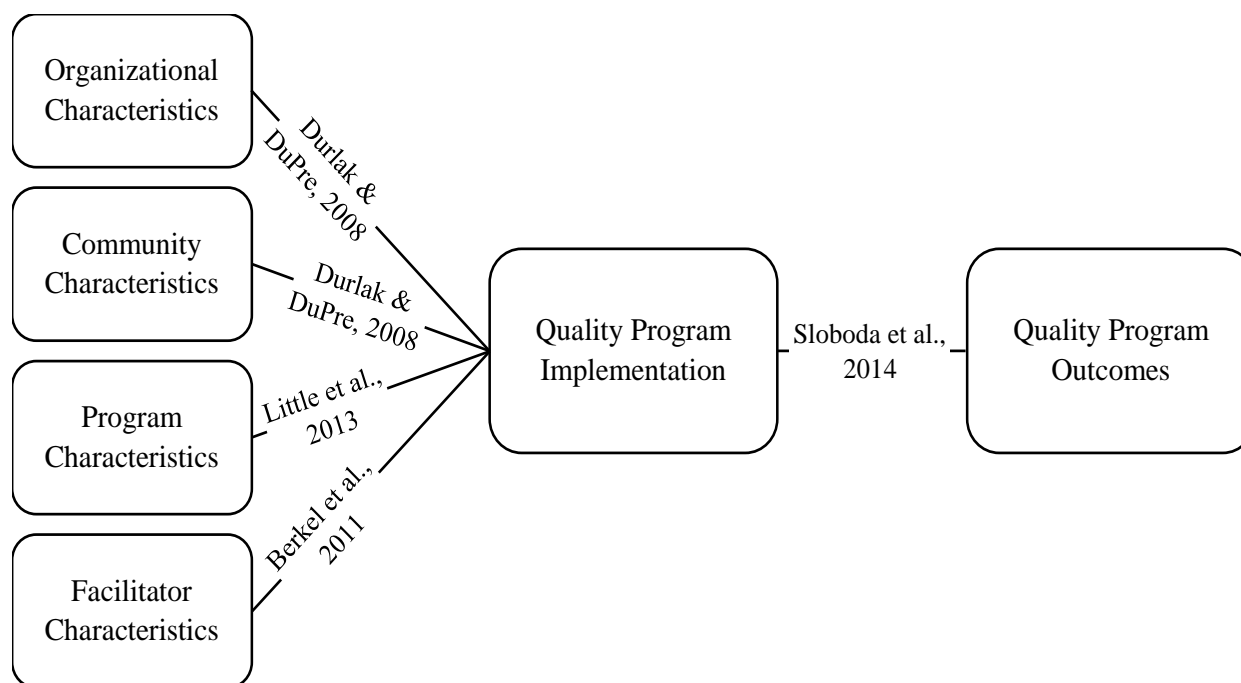 Organizational
Characteristics
Durlak &
DuPre, 2008
Community
Characteristics
Durlak &
DuPre, 2008
Program
Characteristics
Little et al.,
2013
Facilitator
Characteristics
Berkel et al.,
2011
Quality Program
Implementation
Sloboda et al.,
2014
Quality Program
Outcomes